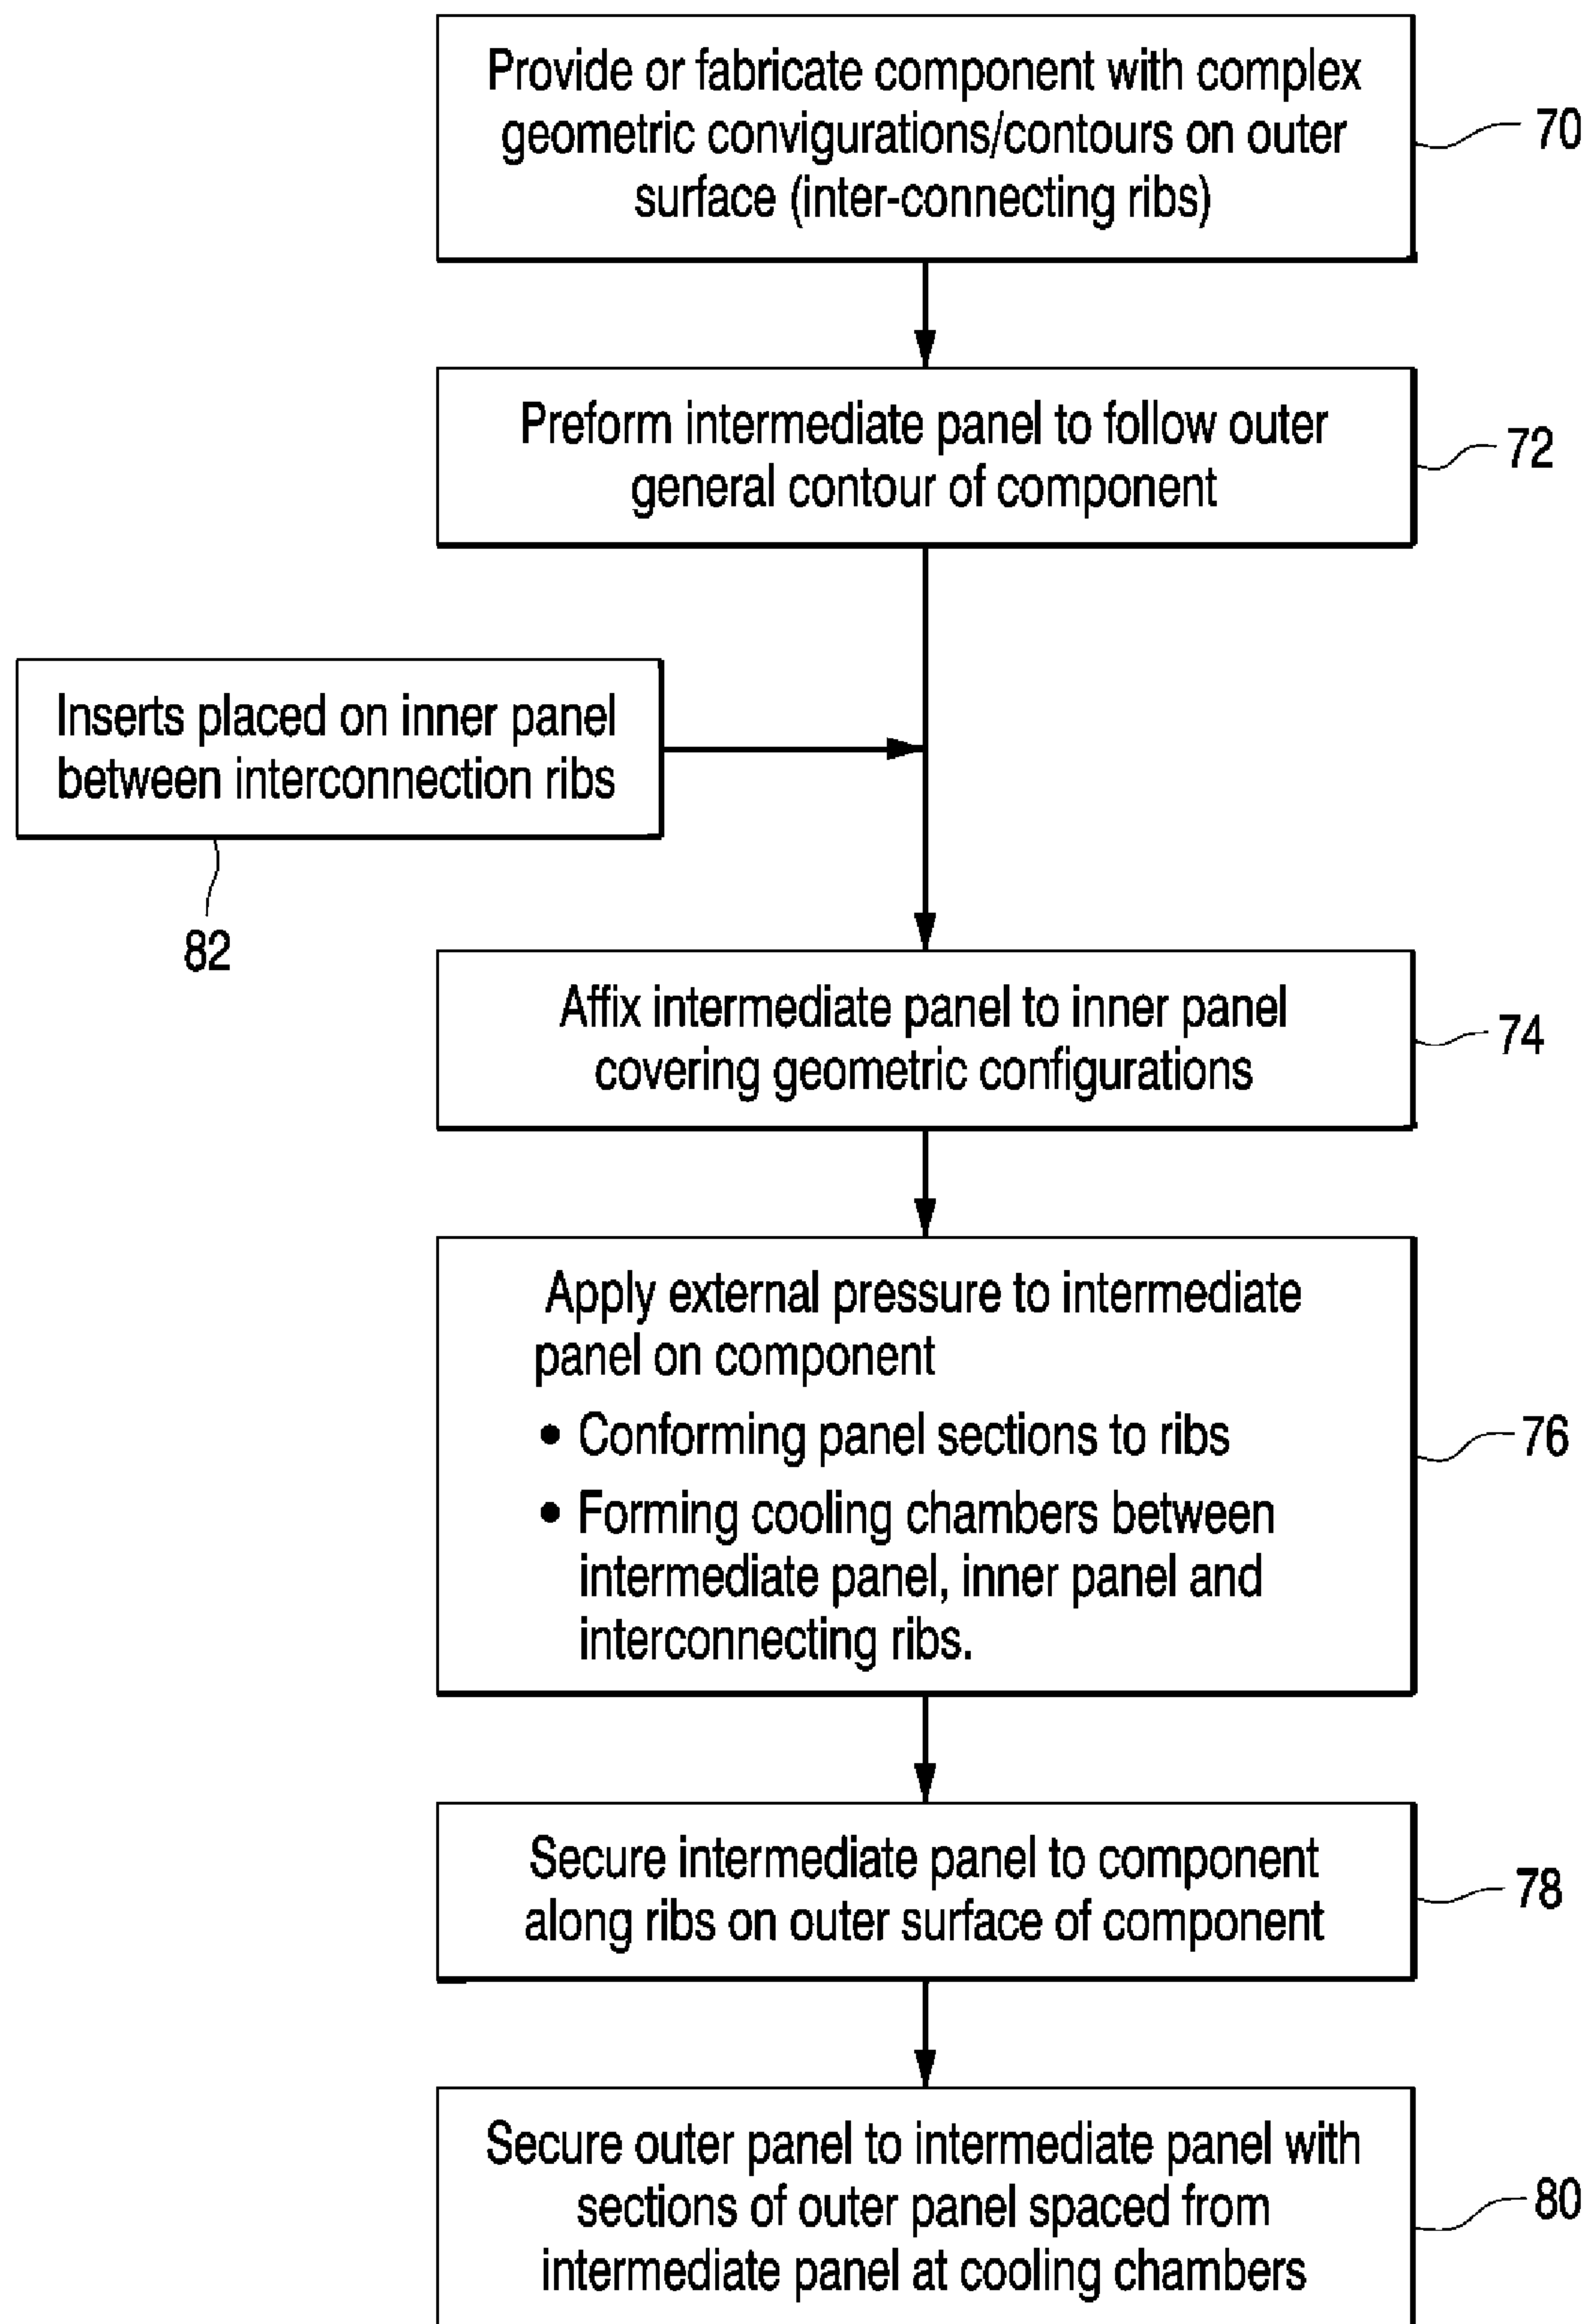 Provide or fabricate component with complex
geometric convigurations/contours on outer
surface (inter-connecting ribs)
70
Preform intermediate panel to follow outer
general contour of component
72
Inserts placed on inner panel
between interconnection ribs
82
Affix intermediate panel to inner panel
covering geometric configurations
74
Apply external pressure to intermediate
panel on component
• Conforming panel sections to ribs
• Forming cooling chambers between
intermediate panel, inner panel and
interconnecting ribs.
76
Secure intermediate panel to component
along ribs on outer surface of component
78
Secure outer panel to intermediate panel with
sections of outer panel spaced from
intermediate panel at cooling chambers
80